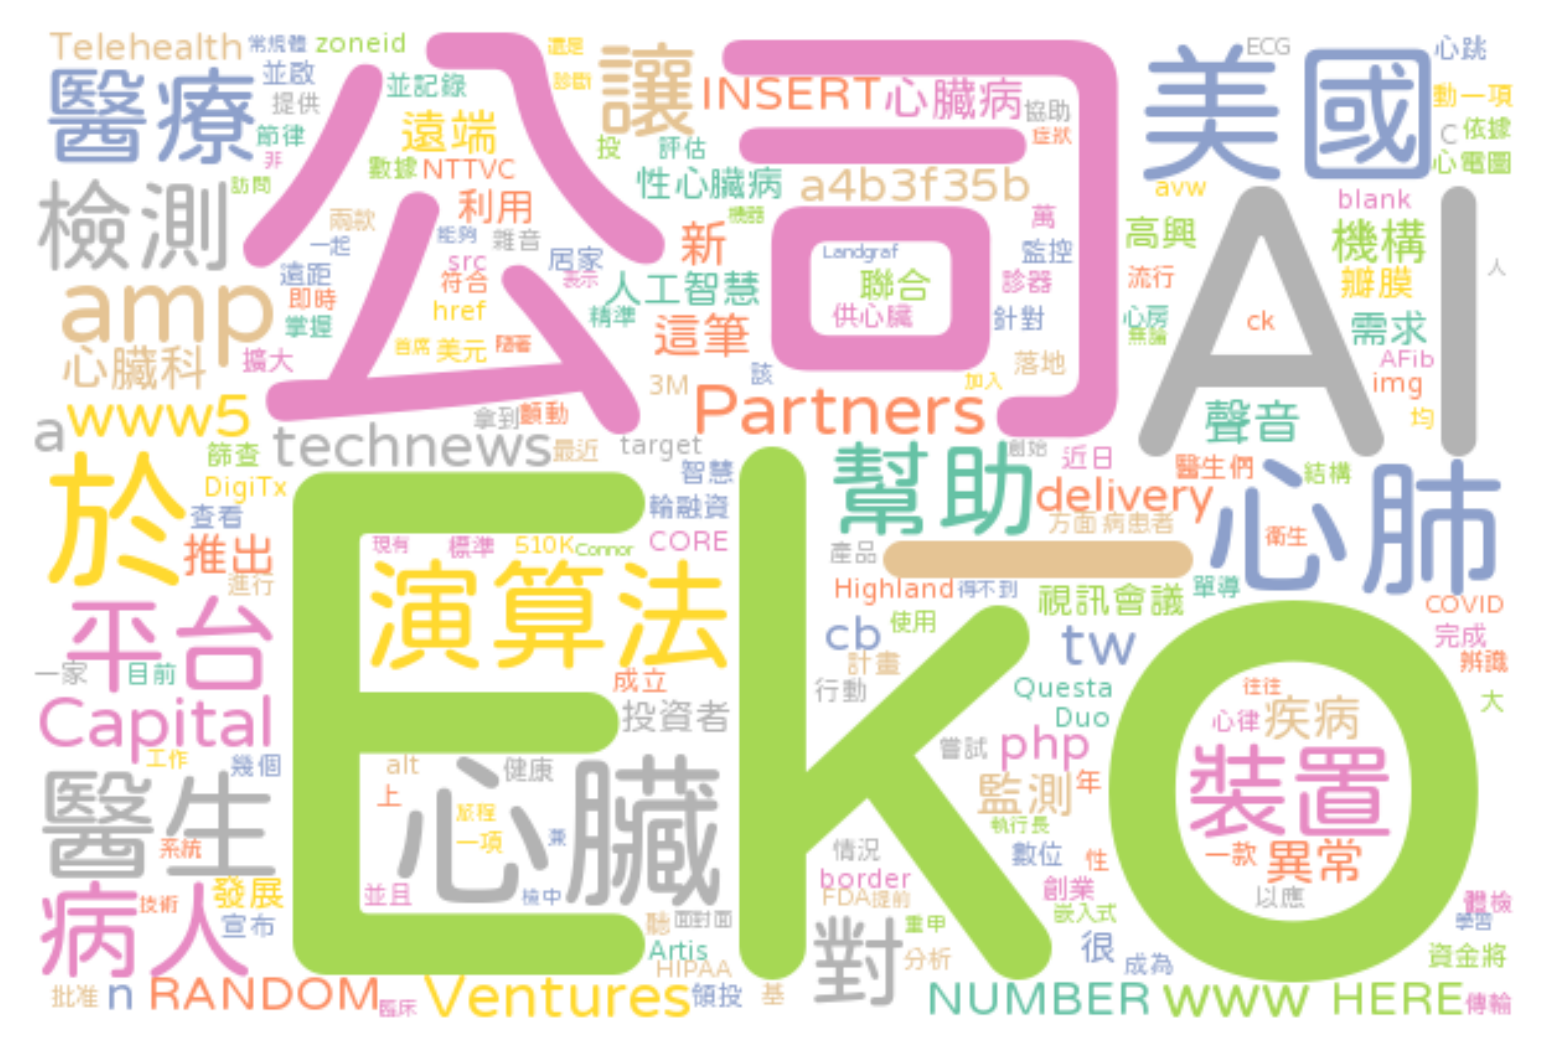 Telehealth 常規體 zoneid 還是 讓 美國 ECG 心跳
醫療 並啟 並記錄 公司 診斷 INSERT 心臟病 協助 動一項
提供 遠端 症狀 C 依據
節律 非 數據 NTTVC 投 評估 心電圖
檢測 訪問 利用 性心臟病 a4b3f35b avw blank
兩款 能夠 雜音 新 機器 萬 高興 機構
一起 src 居家 Landgraf 監控 AI 人
遠距 符合 表示 人工智慧 聯合 診器 流行 瓣膜
amp 即時 href 精準 供心臟 針對 心房 ck 需求
掌握 這筆 無論
心臟科 擴大 首席 美元 隨著 該 落地 AFib
3M 加入 img
a www5 拿到 顫動 Partners 聲音 均
technews 最近 target 創始 近日
於 篩查 智慧 幫助 醫生們 結構
DigiTx Eko 輪融資 delivery 心肺
查看 方面 病患者 衛生
推出 現有 標準 510K Connor CORE 產品 一
進行 演算法 Highland 得不到 視訊會議 單導 COVID
平台 cb 使用 tw 完成
一家 目前 成立 計畫 辨識
Capital 投資者 行動 Questa 往往 大
Duo 心律 疾病
工作 幾個 alt 健康 嘗試 php 裝置
醫生 上 心臟 旅程 監測 年
系統 一項 兼 執行長
情況 數位 性 一款 異常
病人 技術 發展 並且 檢中 border 創業 以應 體檢
宣布 聽 面對面 FDA 提前 嵌入式 學習
Artis 對 重甲 很 資金將
HIPAA 分析 成為
批准 n RANDOM 臨床 Ventures 領投 基 NUMBER www HERE 傳輸